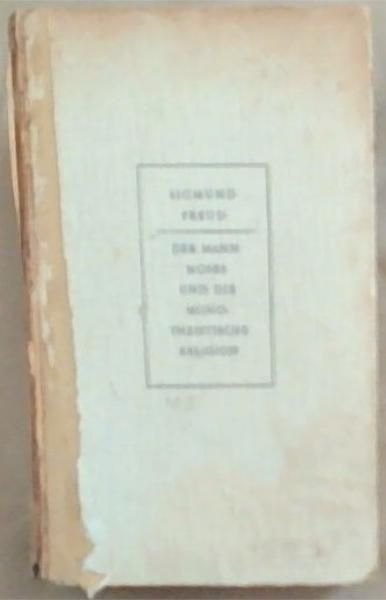 SIGMUND
FREUD
DER MANN
MOSES
UND DIE
MONO-
THEISTISCHE
RELIGION